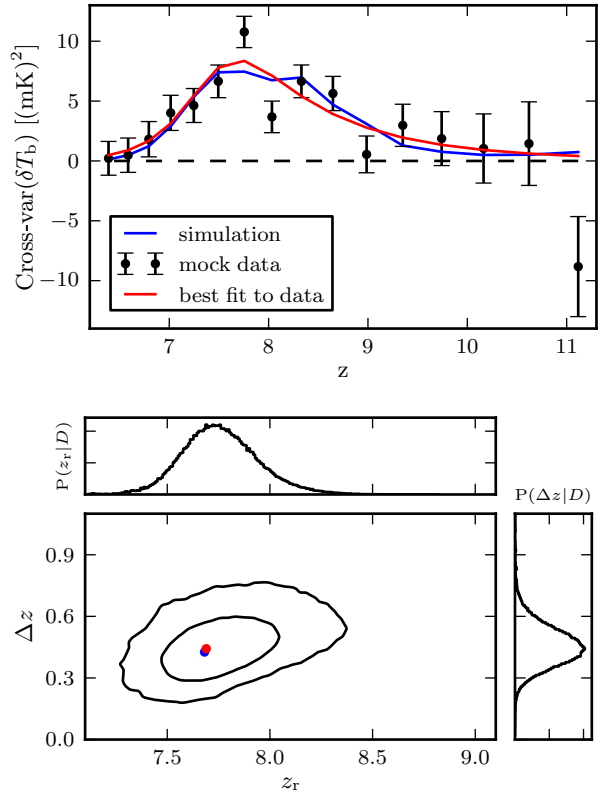 Cross-var(δT_b) [(mK)^2]
10
5
0
−5
−10
simulation
mock data
best fit to data
7 8 9 10 11
z
P(z_r|D)
P(Δz|D)
Δz
0.9
0.6
0.3
0.0
7.5 8.0 8.5 9.0
z_r